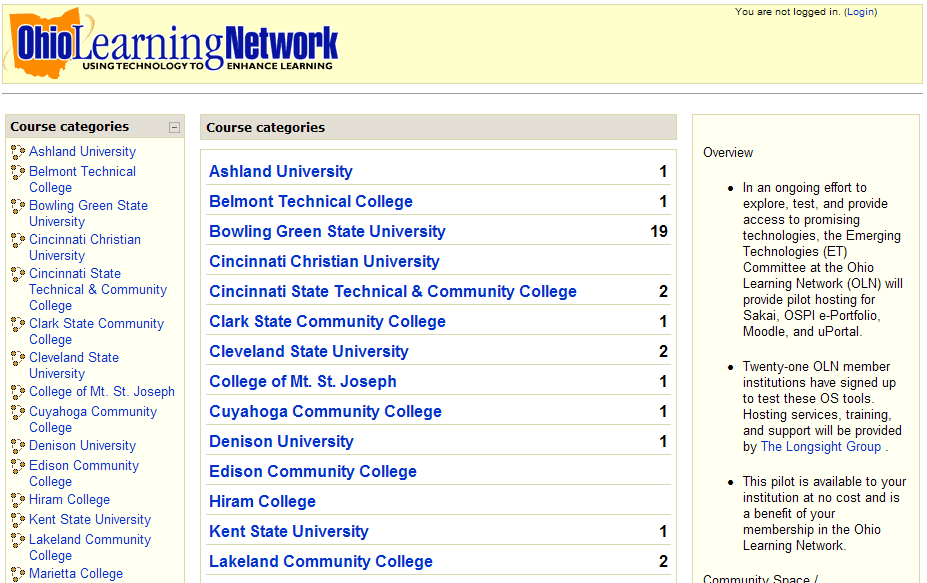 You are not logged in. (Login)
OhioLearningNetwork
USING TECHNOLOGY TO ENHANCE LEARNING
Course categories
Ashland University
Belmont Technical
College
Bowling Green State
University
Cincinnati Christian
University
Cincinnati State
Technical & Community
College
Clark State Community
College
Cleveland State
University
College of Mt. St. Joseph
Cuyahoga Community
College
Denison University
Edison Community
College
Hiram College
Kent State University
Lakeland Community
College
Marietta College
Course categories
Ashland University 1
Belmont Technical College 1
Bowling Green State University 19
Cincinnati Christian University
Cincinnati State Technical & Community College 2
Clark State Community College 1
Cleveland State University 2
College of Mt. St. Joseph 1
Cuyahoga Community College 1
Denison University 1
Edison Community College
Hiram College
Kent State University 1
Lakeland Community College 2
Overview
• In an ongoing effort to
explore, test, and provide
access to promising
technologies, the Emerging
Technologies (ET)
Committee at the Ohio
Learning Network (OLN) will
provide pilot hosting for
Sakai, OSPI e-Portfolio,
Moodle, and uPortal.
• Twenty-one OLN member
institutions have signed up
to test these OS tools.
Hosting services, training,
and support will be provided
by The Longsight Group .
• This pilot is available to your
institution at no cost and is
a benefit of your
membership in the Ohio
Learning Network.
Community Space /